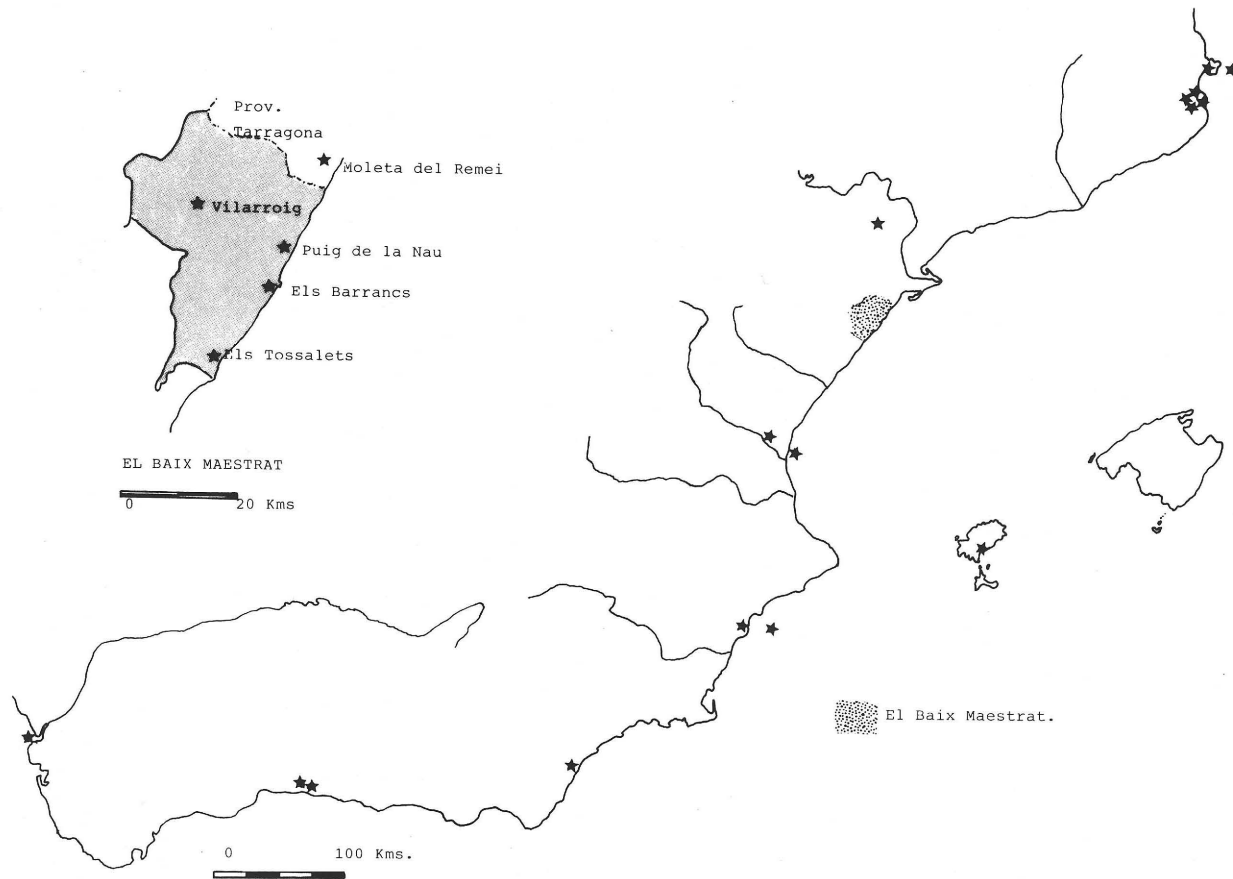 Prov.
Tarragona
Moleta del Remei
Vilarroig
Puig de la Nau
Els Barrancs
Els Tossalets
EL BAIX MAESTRAT
0 20 Kms
El Baix Maestrat.
0 100 Kms.